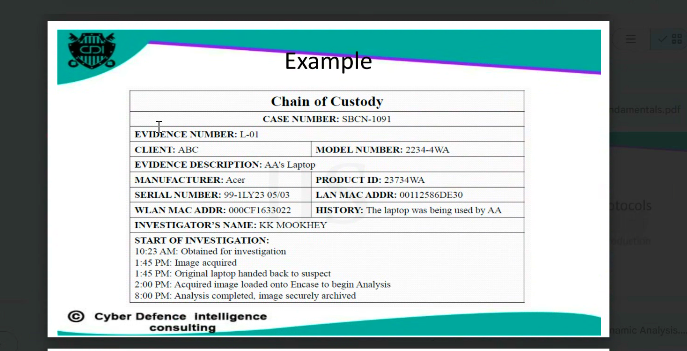 CDI
Example
Chain of Custody
CASE NUMBER: SBCN-1091
EVIDENCE NUMBER: L-01
CLIENT: ABC
MODEL NUMBER: 2234-4WA
EVIDENCE DESCRIPTION: AA's Laptop
MANUFACTURER: Acer
PRODUCT ID: 23734WA
SERIAL NUMBER: 99-1LY23 05/03
LAN MAC ADDR: 00112586DE30
WLAN MAC ADDR: 000CF1633022
HISTORY: The laptop was being used by AA
INVESTIGATOR'S NAME: KK MOOKHEY
START OF INVESTIGATION:
10:23 AM: Obtained for investigation
1:45 PM: Image acquired
1:45 PM: Original laptop handed back to suspect
2:00 PM: Acquired image loaded onto Encase to begin Analysis
8:00 PM: Analysis completed, image securely archived
© Cyber Defence Intelligence
consulting
damentals.pdf
otocols
namic Analysis...